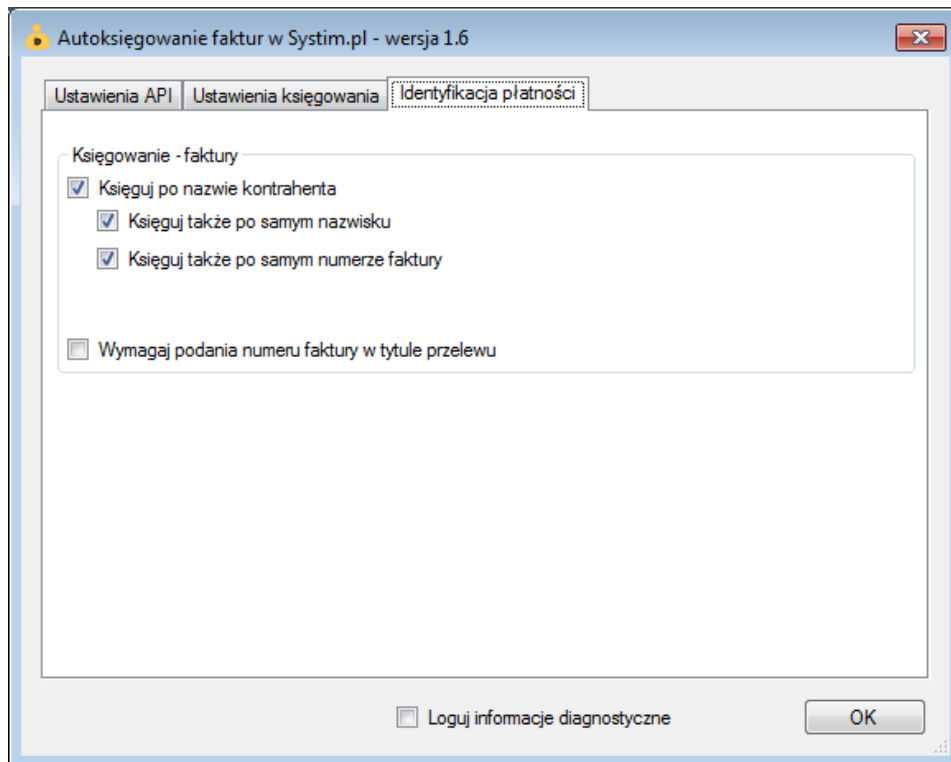 Autoksięgowanie faktur w Systim.pl - wersja 1.6
Ustawienia API Ustawienia księgowania Identyfikacja płatności
Księgowanie - faktury
Księguj po nazwie kontrahenta
Księguj także po samym nazwisku
Księguj także po samym numerze faktury
Wymagaj podania numeru faktury w tytule przelewu
Loguj informacje diagnostyczne OK